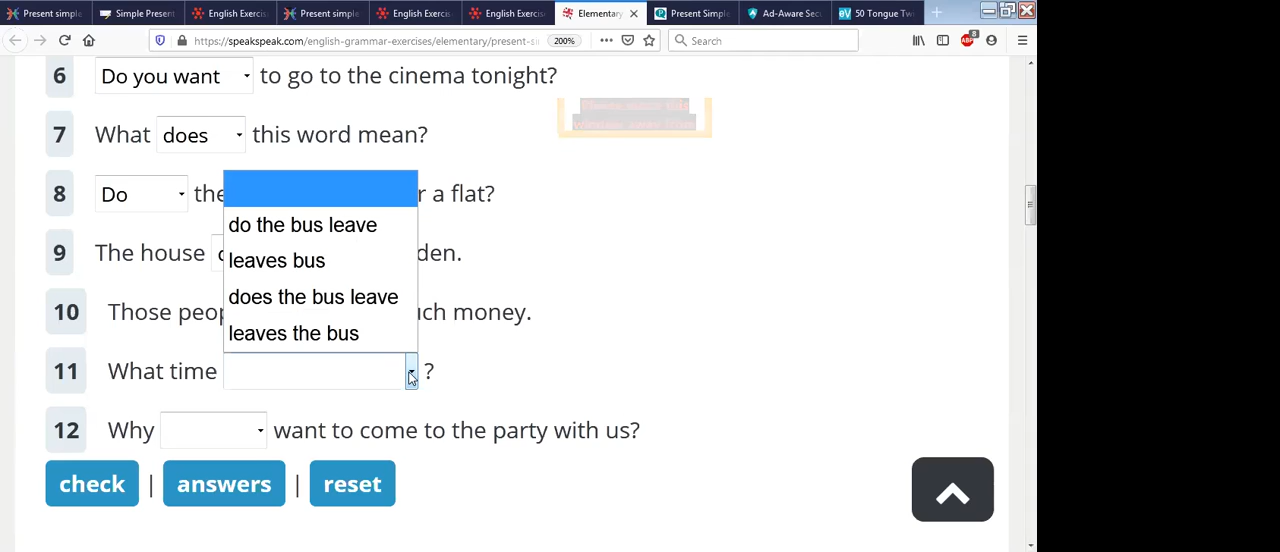 Present simple
Simple Present
English Exercis
Present simple
English Exercis
English Exercis
Elementary
Present Simple
Ad-Aware Sec
50 Tongue Tw
https://speakspeak.com/english-grammar-exercises/elementary/present-si
200%
Search
8
6 Do you want to go to the cinema tonight?
7 What does this word mean?
8 Do the r a flat?
do the bus leave
9 The house den.
leaves bus
does the bus leave
10 Those peop uch money.
leaves the bus
11 What time ?
12 Why want to come to the party with us?
check | answers | reset